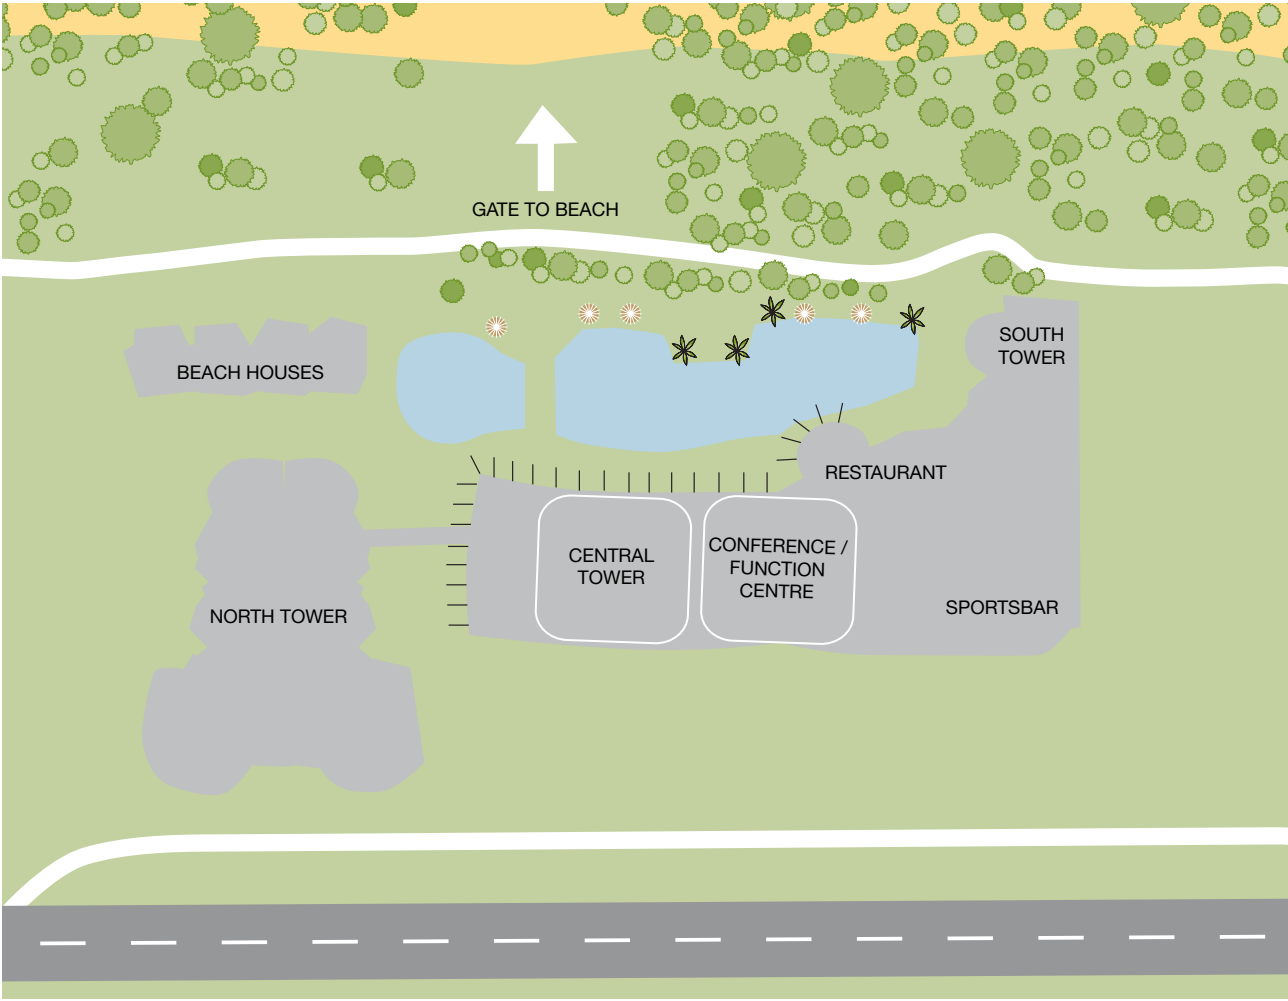 GATE TO BEACH
SOUTH
TOWER
BEACH HOUSES
RESTAURANT
CENTRAL
TOWER
CONFERENCE /
FUNCTION
CENTRE
NORTH TOWER
SPORTSBAR